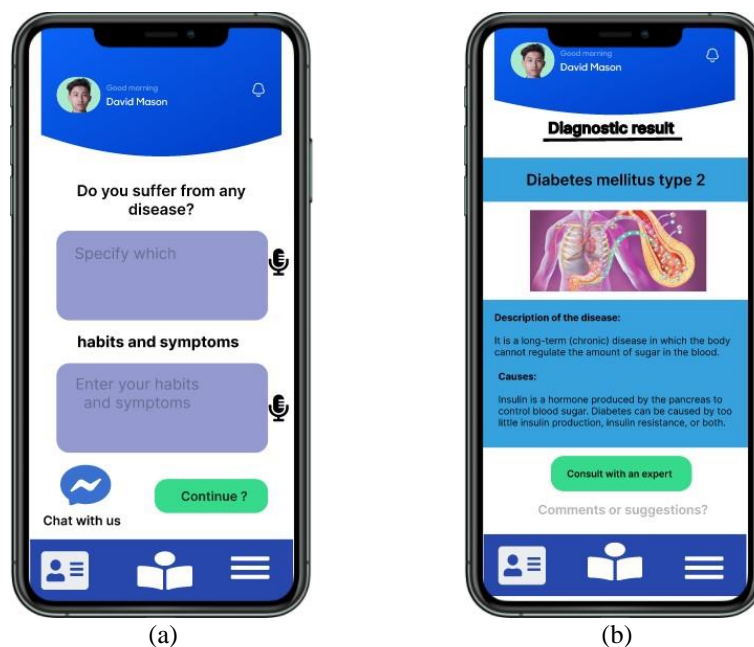 Good morning
David Mason
Do you suffer from any
disease?
Specify which
habits and symptoms
Enter your habits
and symptoms
Chat with us
Continue ?
(a)
Good morning
David Mason
Diagnostic result
Diabetes mellitus type 2
Description of the disease:
It is a long-term (chronic) disease in which the body
cannot regulate the amount of sugar in the blood.
Causes:
Insulin is a hormone produced by the pancreas to
control blood sugar. Diabetes can be caused by too
little insulin production, insulin resistance, or both.
Consult with an expert
Comments or suggestions?
(b)